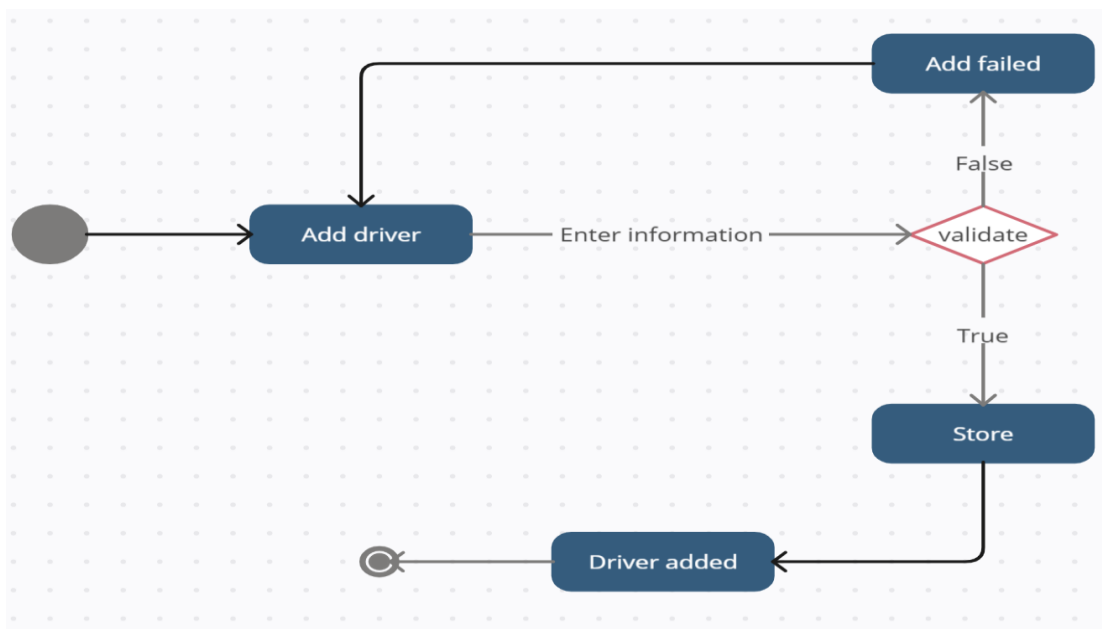 Add failed
False
Add driver
Enter information
validate
True
Store
Driver added